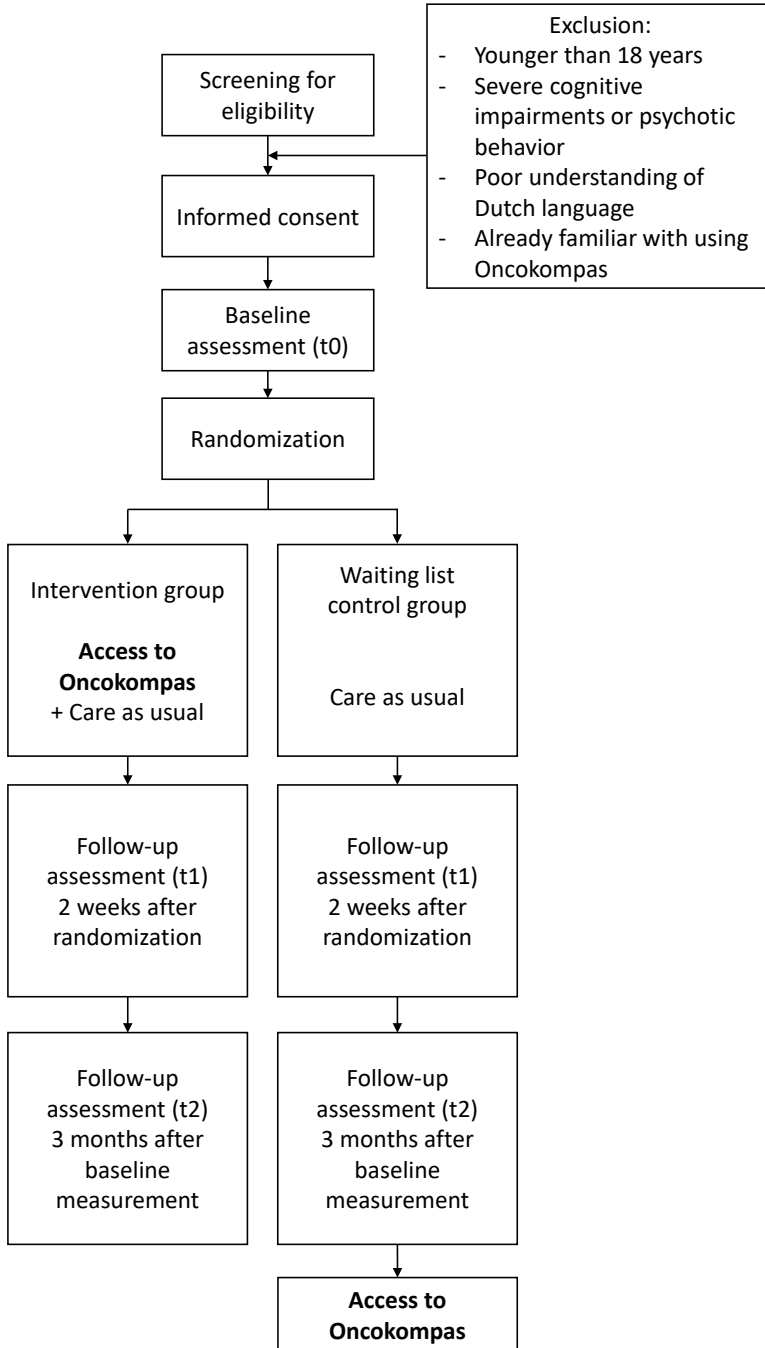 Screening for
eligibility
Exclusion:
- Younger than 18 years
- Severe cognitive
impairments or psychotic
behavior
- Poor understanding of
Dutch language
- Already familiar with using
Oncokompas
Informed consent
Baseline
assessment (t0)
Randomization
Intervention group
Access to
Oncokompas
+ Care as usual
Waiting list
control group
Care as usual
Follow-up
assessment (t1)
2 weeks after
randomization
Follow-up
assessment (t1)
2 weeks after
randomization
Follow-up
assessment (t2)
3 months after
baseline
measurement
Follow-up
assessment (t2)
3 months after
baseline
measurement
Access to
Oncokompas